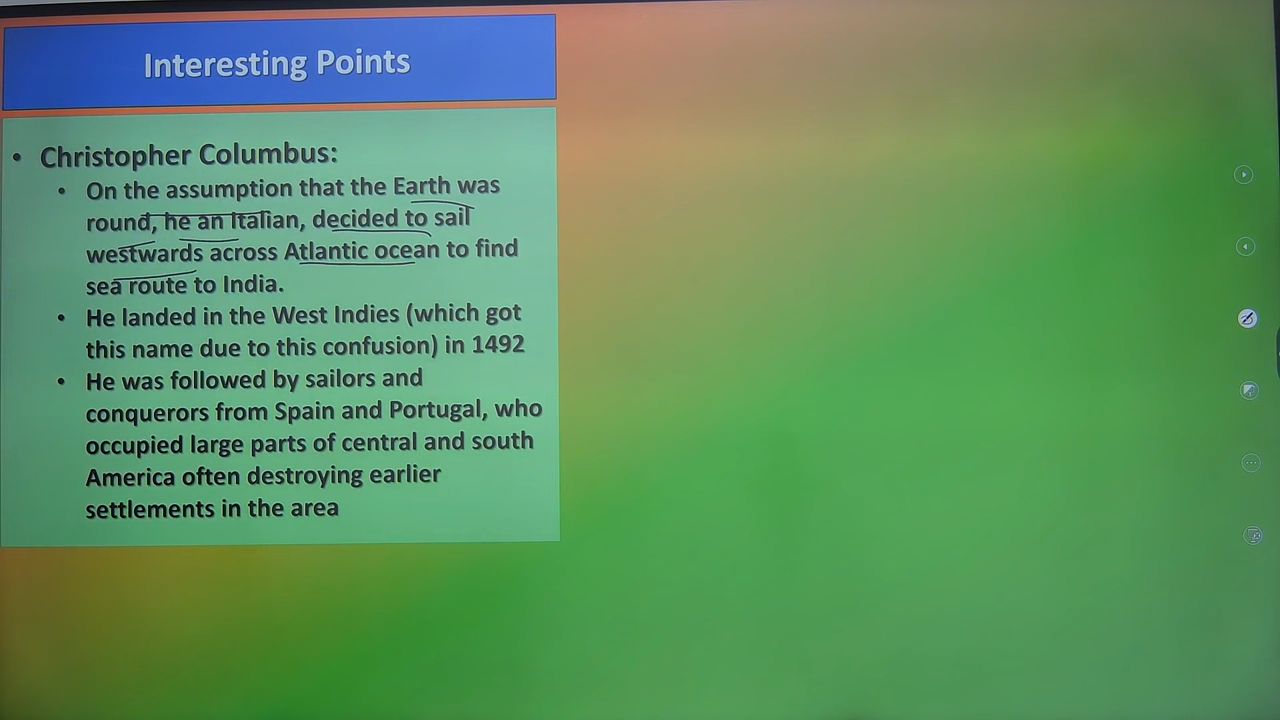 Interesting Points
• Christopher Columbus:
• On the assumption that the Earth was
round, he an Italian, decided to sail
westwards across Atlantic ocean to find
sea route to India.
• He landed in the West Indies (which got
this name due to this confusion) in 1492
• He was followed by sailors and
conquerors from Spain and Portugal, who
occupied large parts of central and south
America often destroying earlier
settlements in the area